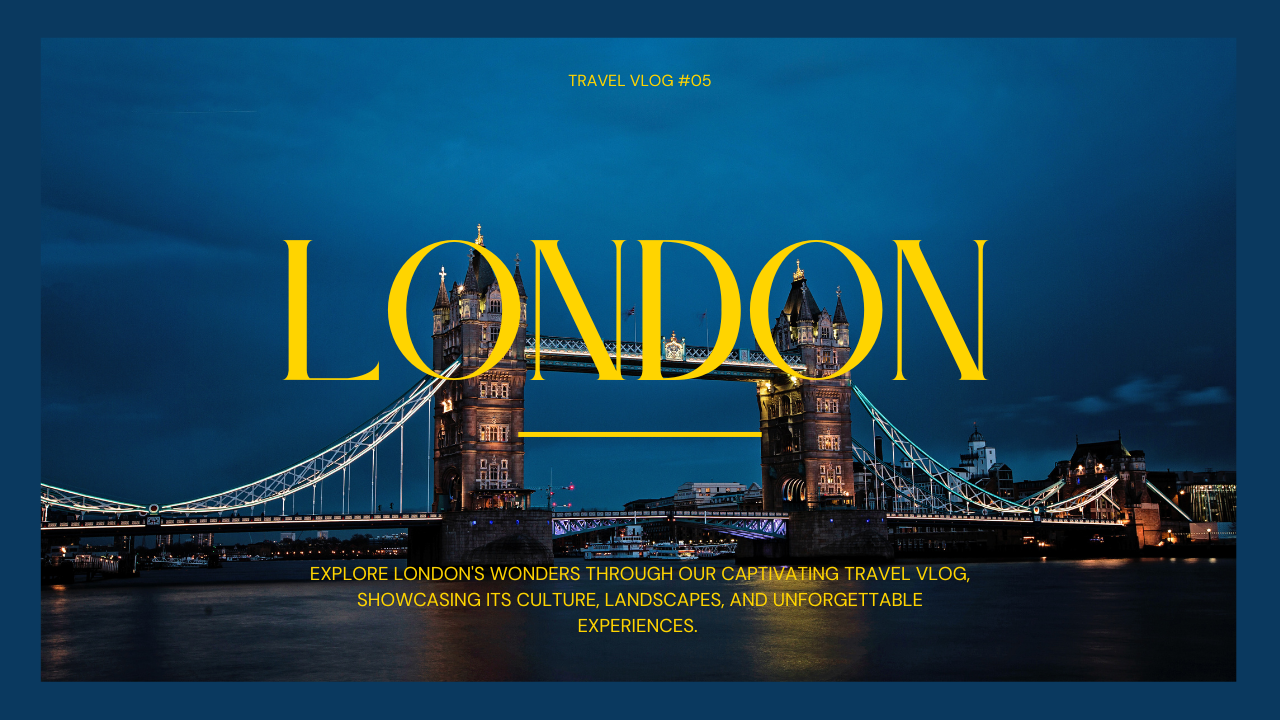 TRAVEL VLOG #05
LONDON
EXPLORE LONDON'S WONDERS THROUGH OUR CAPTIVATING TRAVEL VLOG,
SHOWCASING ITS CULTURE, LANDSCAPES, AND UNFORGETTABLE
EXPERIENCES.